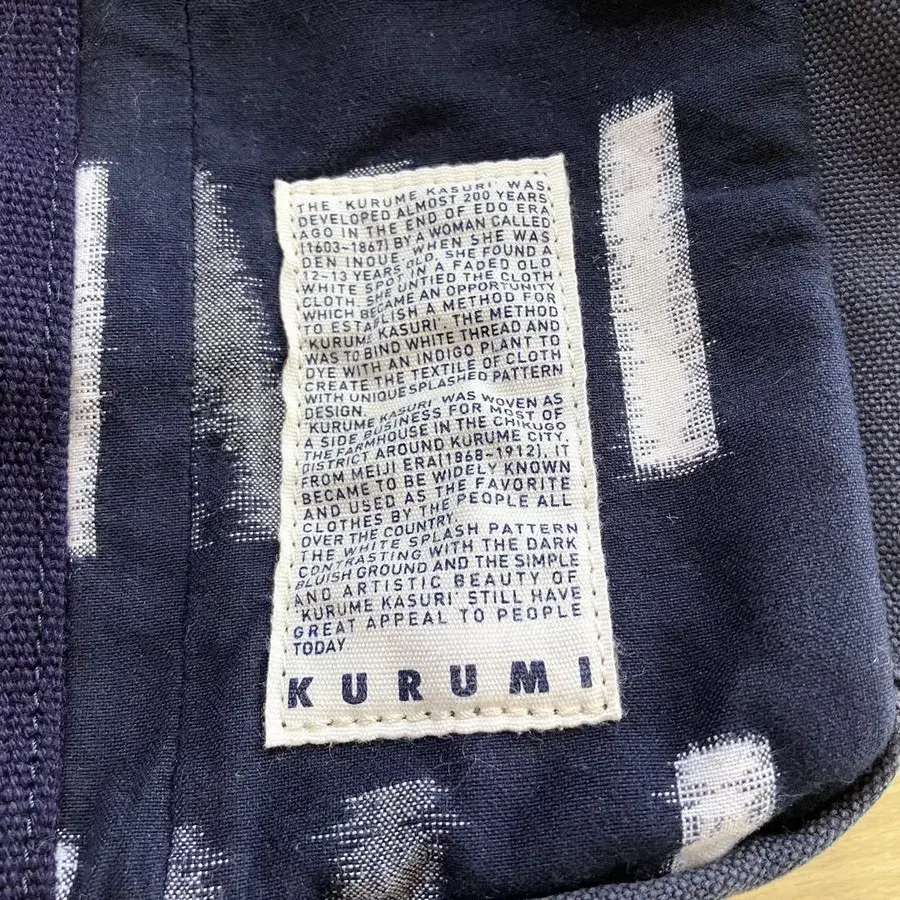 THE 'KURUME KASURI' WAS
DEVELOPED ALMOST 200 YEARS
AGO IN THE END OF EDO ERA
(1603~1867) BY A WOMAN CALLED
DEN INOUE. WHEN SHE WAS
12~13 YEARS OLD, SHE FOUND A
WHITE SPOT IN A FADED OLD
CLOTH. SHE UNTIED THE CLOTH
WHICH BECAME AN OPPORTUNITY
TO ESTABLISH A METHOD FOR
'KURUME KASURI'. THE METHOD
WAS TO BIND WHITE THREAD AND
DYE WITH AN INDIGO PLANT TO
CREATE THE TEXTILE OF CLOTH
WITH UNIQUESPLASHED PATTERN
DESIGN.
'KURUME KASURI' WAS WOVEN AS
A SIDE BUSINESS FOR MOST OF
THE FARMHOUSE IN THE CHIKUGO
DISTRICT AROUND KURUME CITY.
FROM MEIJI ERA(1868~1912), IT
BECAME TO BE WIDELY KNOWN
AND USED AS THE FAVORITE
CLOTHES BY THE PEOPLE ALL
OVER THE COUNTRY.
THE WHITE SPLASH PATTERN
CONTRASTING WITH THE DARK
BLUISH GROUND AND THE SIMPLE
AND ARTISTIC BEAUTY OF
'KURUME KASURI' STILL HAVE
GREAT APPEAL TO PEOPLE
TODAY.
KURUMI